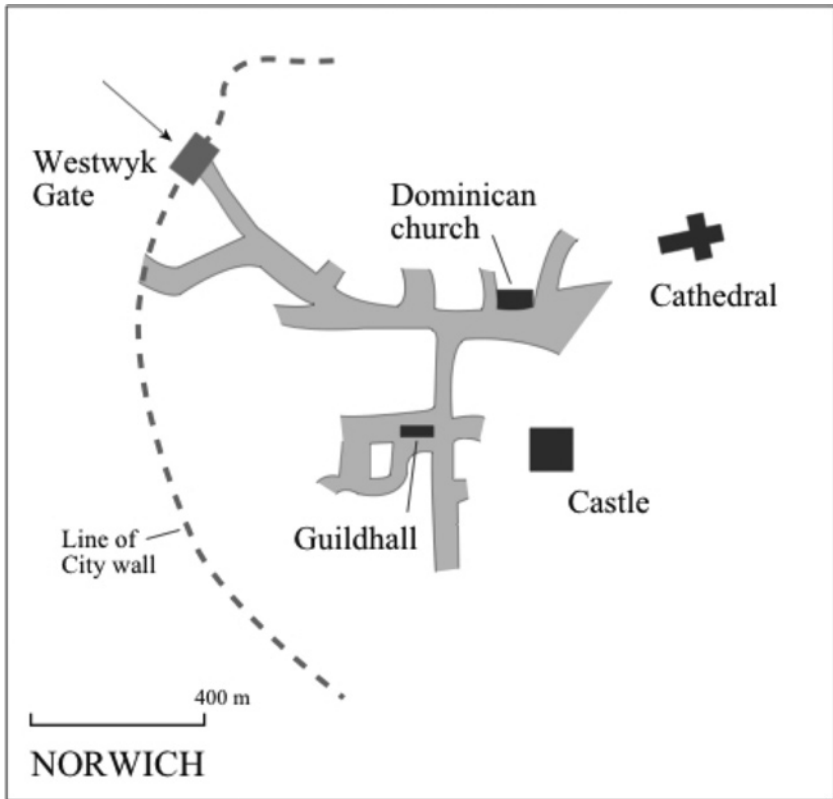 Westwyk
Gate
Dominican
church
Cathedral
Guildhall
Castle
Line of
City wall
400 m
NORWICH